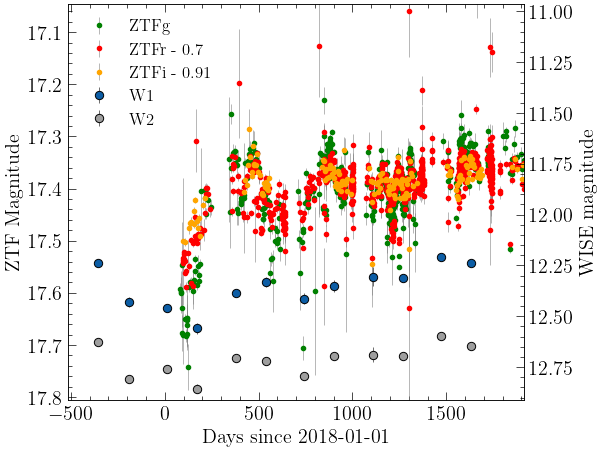 ZTFg
ZTFr - 0.7
ZTFi - 0.91
W1
W2
ZTF Magnitude
17.1
17.2
17.3
17.4
17.5
17.6
17.7
17.8
WISE magnitude
11.00
11.25
11.50
11.75
12.00
12.25
12.50
12.75
−500
0
500
1000
1500
Days since 2018-01-01